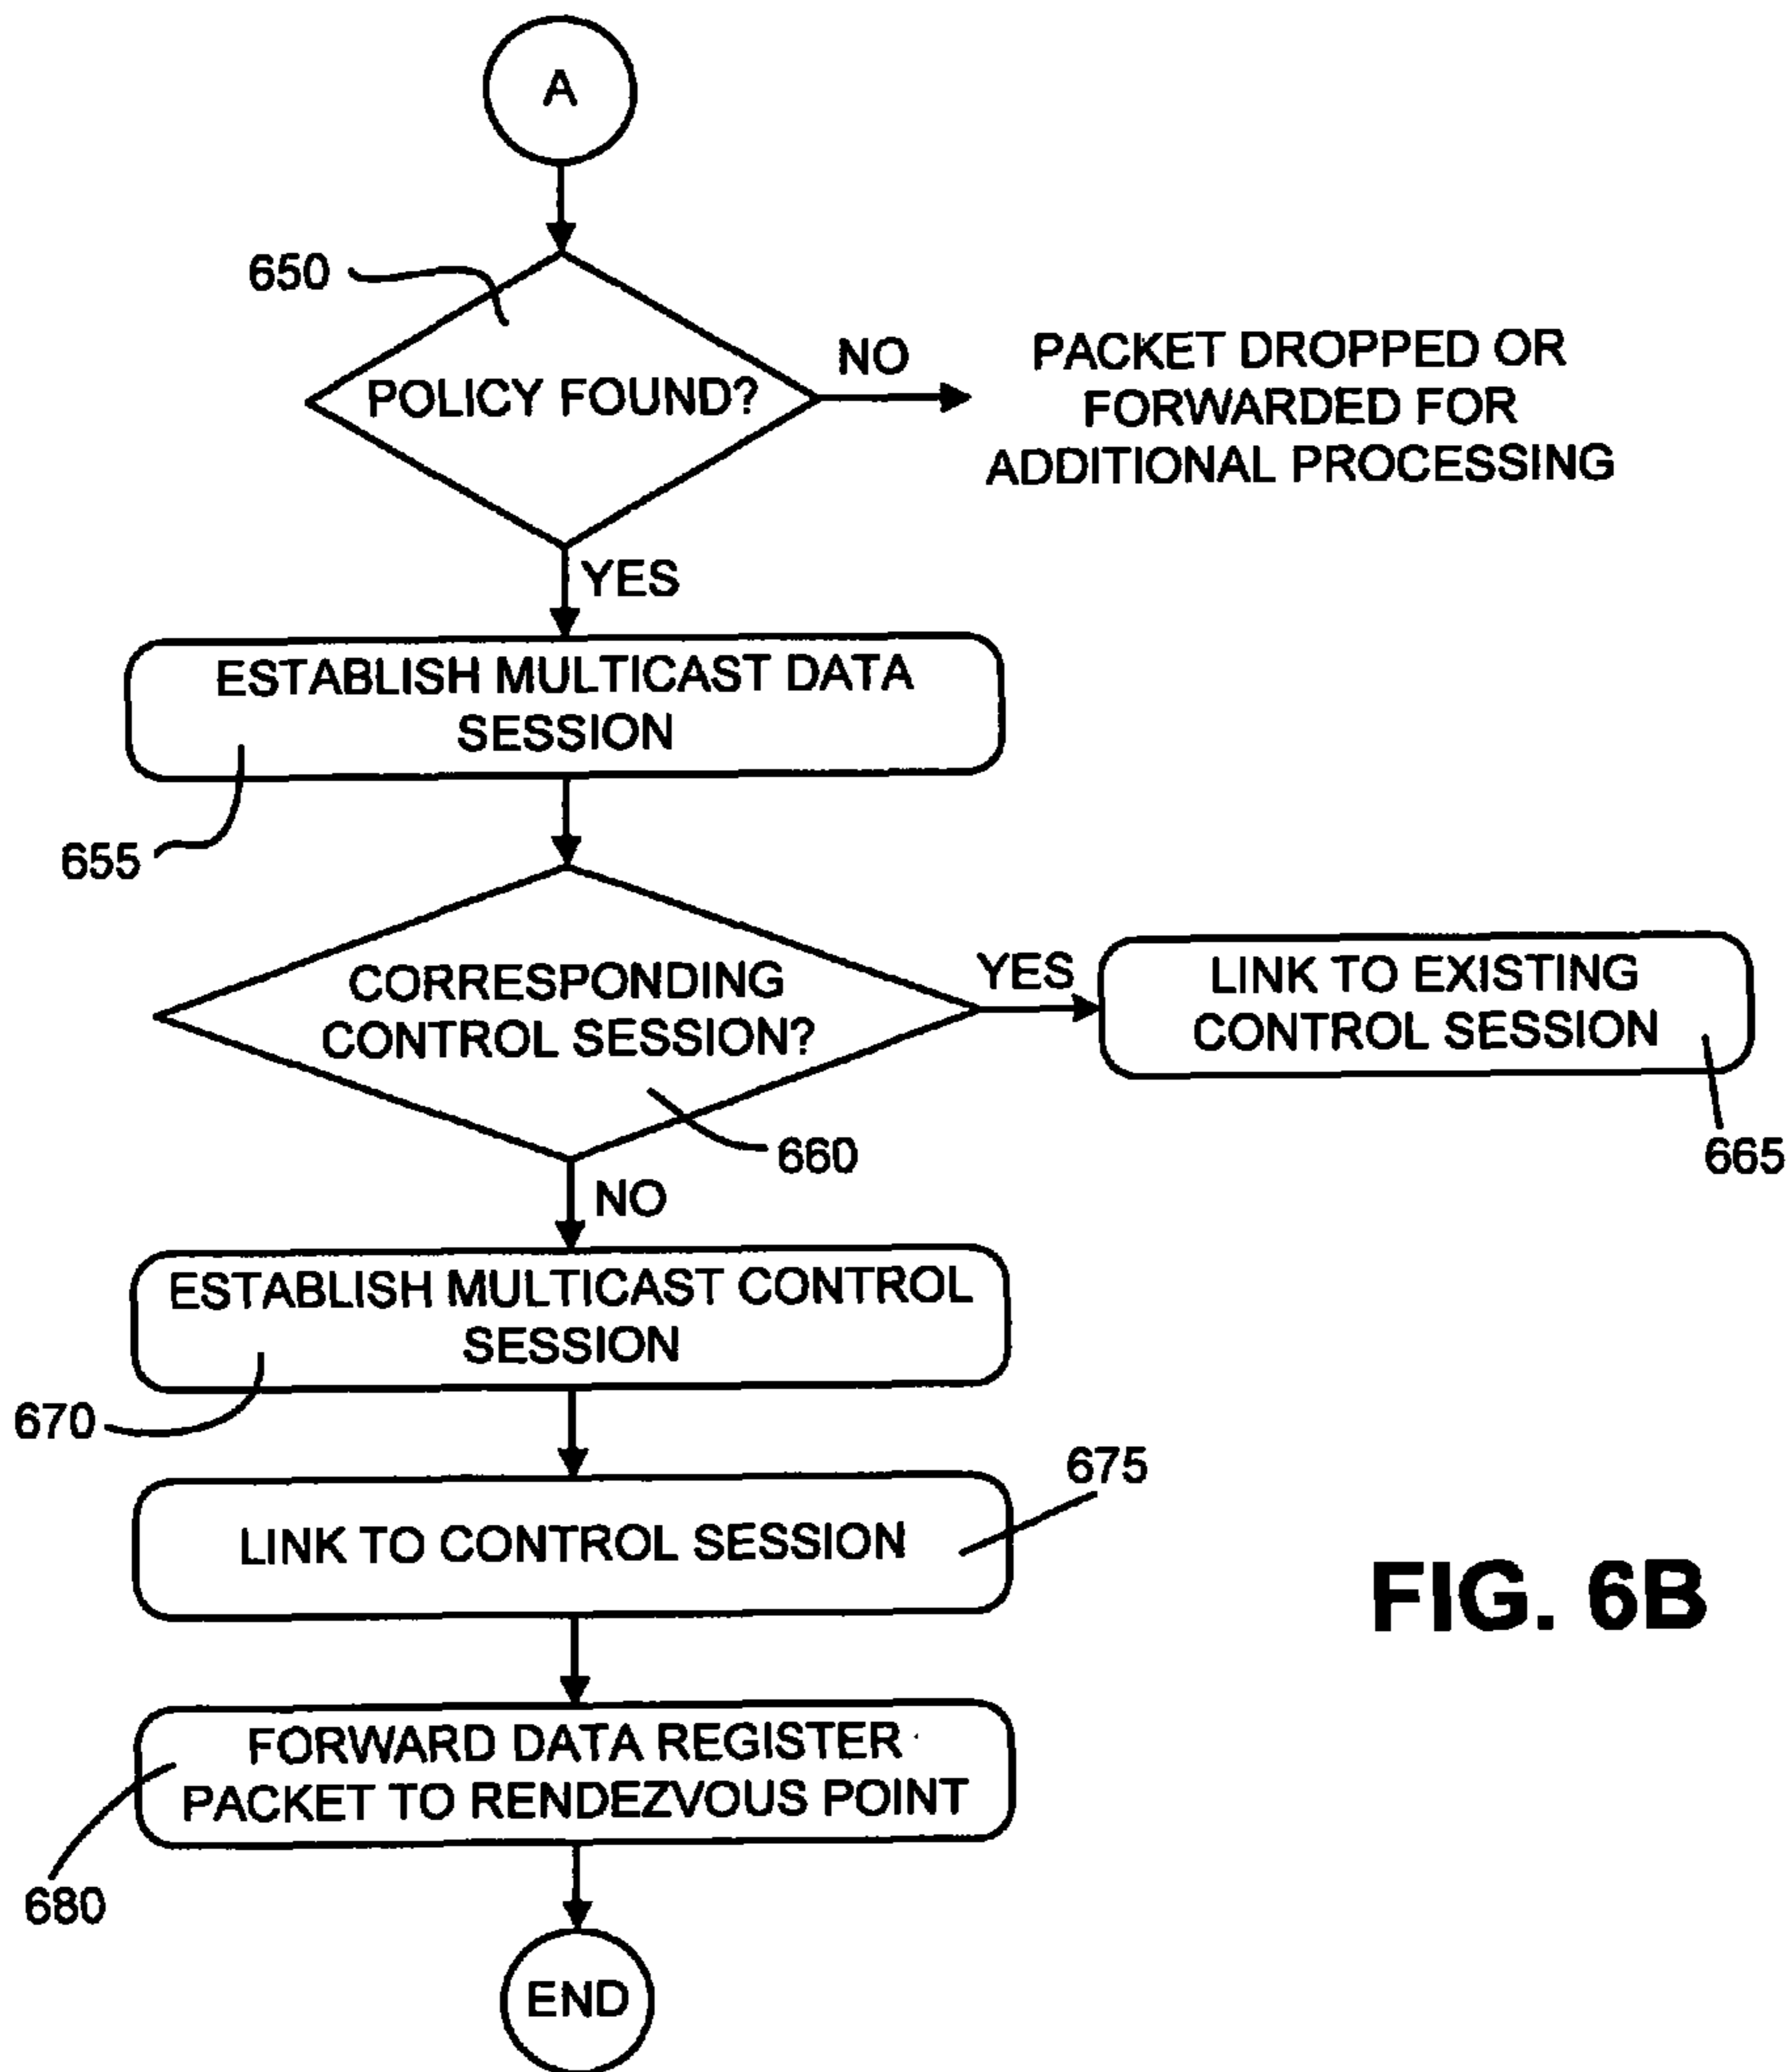 A
650
POLICY FOUND?
NO
PACKET DROPPED OR
FORWARDED FOR
ADDITIONAL PROCESSING
YES
ESTABLISH MULTICAST DATA
SESSION
655
CORRESPONDING
CONTROL SESSION?
YES
LINK TO EXISTING
CONTROL SESSION
660
665
NO
ESTABLISH MULTICAST CONTROL
SESSION
670
675
LINK TO CONTROL SESSION
FIG. 6B
FORWARD DATA REGISTER
PACKET TO RENDEZVOUS POINT
680
END